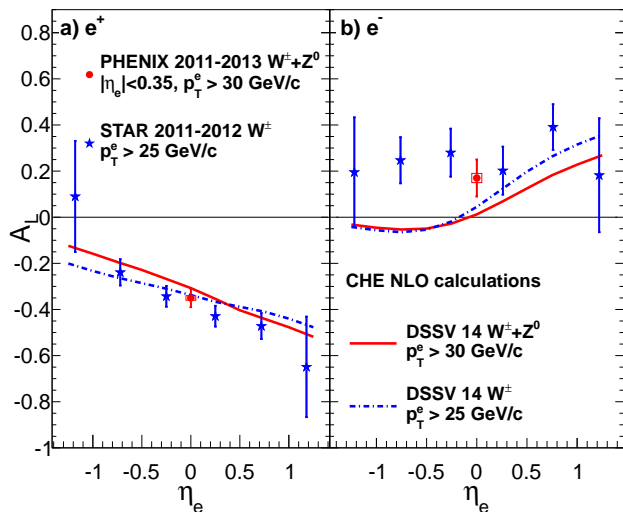 a) e⁺
PHENIX 2011-2013 W±+Z⁰
|ηₑ|<0.35, pᵀᵉ > 30 GeV/c
STAR 2011-2012 W±
pᵀᵉ > 25 GeV/c
b) e⁻
CHE NLO calculations
DSSV 14 W±+Z⁰
pᵀᵉ > 30 GeV/c
DSSV 14 W±
pᵀᵉ > 25 GeV/c
A_L
0.8
0.6
0.4
0.2
0
-0.2
-0.4
-0.6
-0.8
-1
-1 -0.5 0 0.5 1
-1 -0.5 0 0.5 1
ηₑ
ηₑ